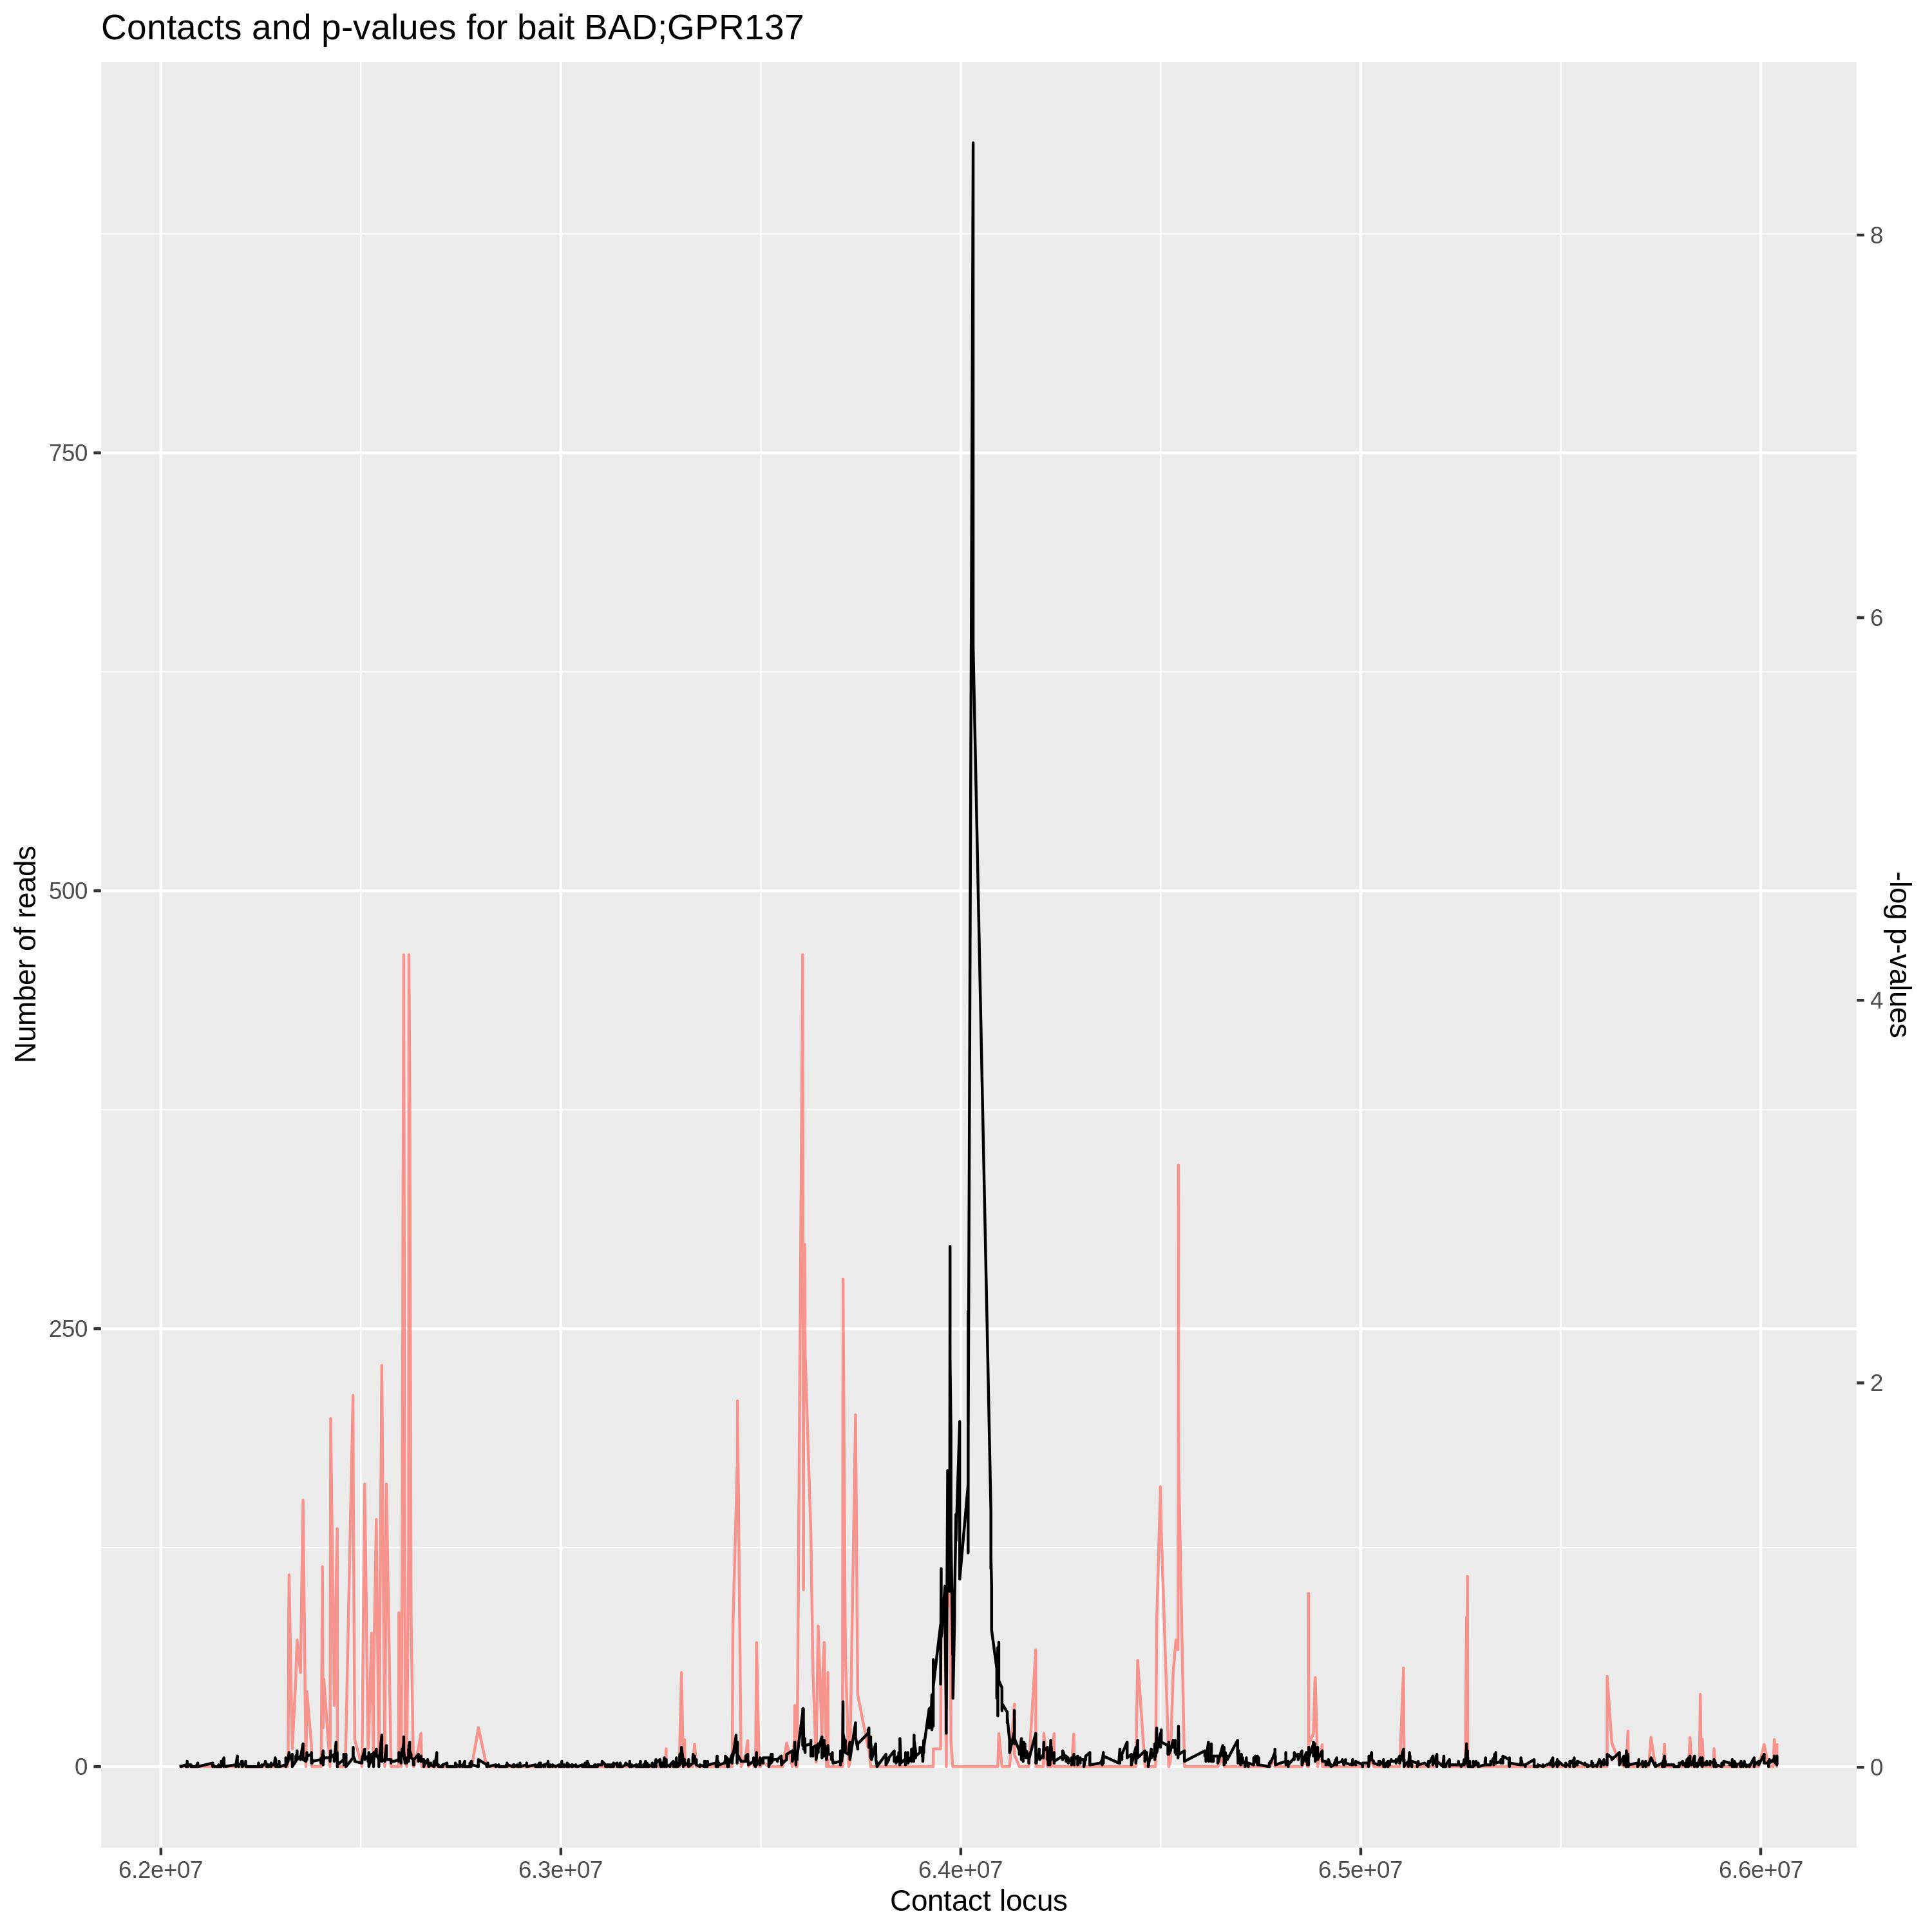 Contacts and p-values for bait BAD;GPR137
Number of reads
750
500
250
0
8
6
4
2
0
-log p-values
6.2e+07
6.3e+07
6.4e+07
6.5e+07
6.6e+07
Contact locus